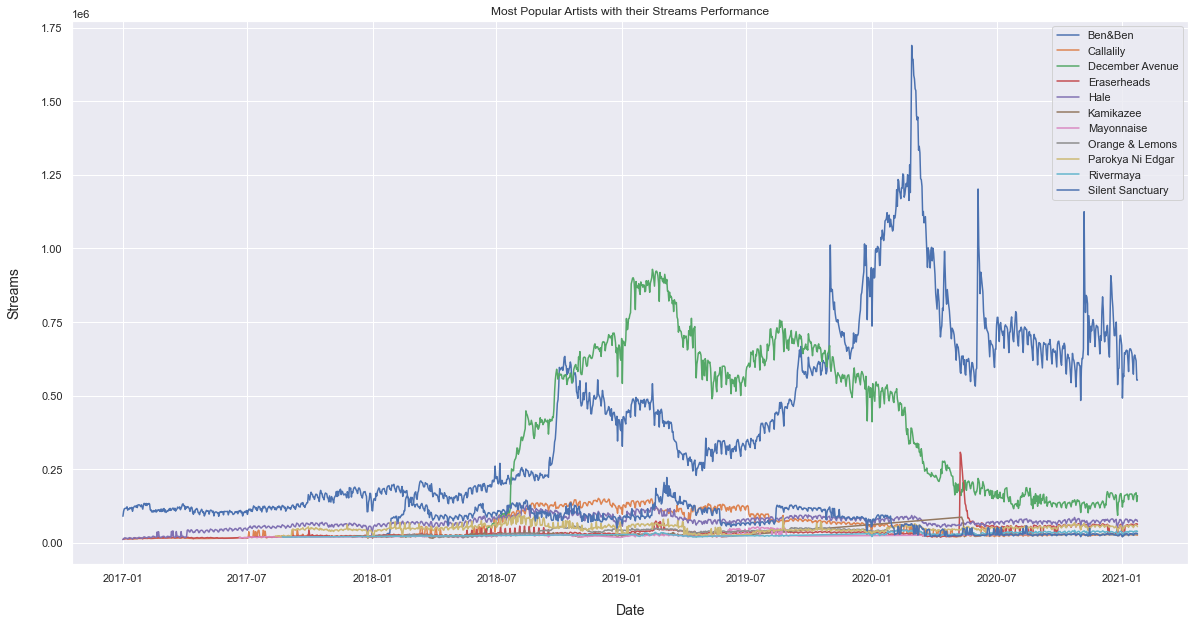 Most Popular Artists with their Streams Performance
1e6
1.75
1.50
1.25
1.00
0.75
0.50
0.25
0.00
Streams
Ben&Ben
Callalily
December Avenue
Eraserheads
Hale
Kamikazee
Mayonnaise
Orange & Lemons
Parokya Ni Edgar
Rivermaya
Silent Sanctuary
2017-01 2017-07 2018-01 2018-07 2019-01 2019-07 2020-01 2020-07 2021-01
Date